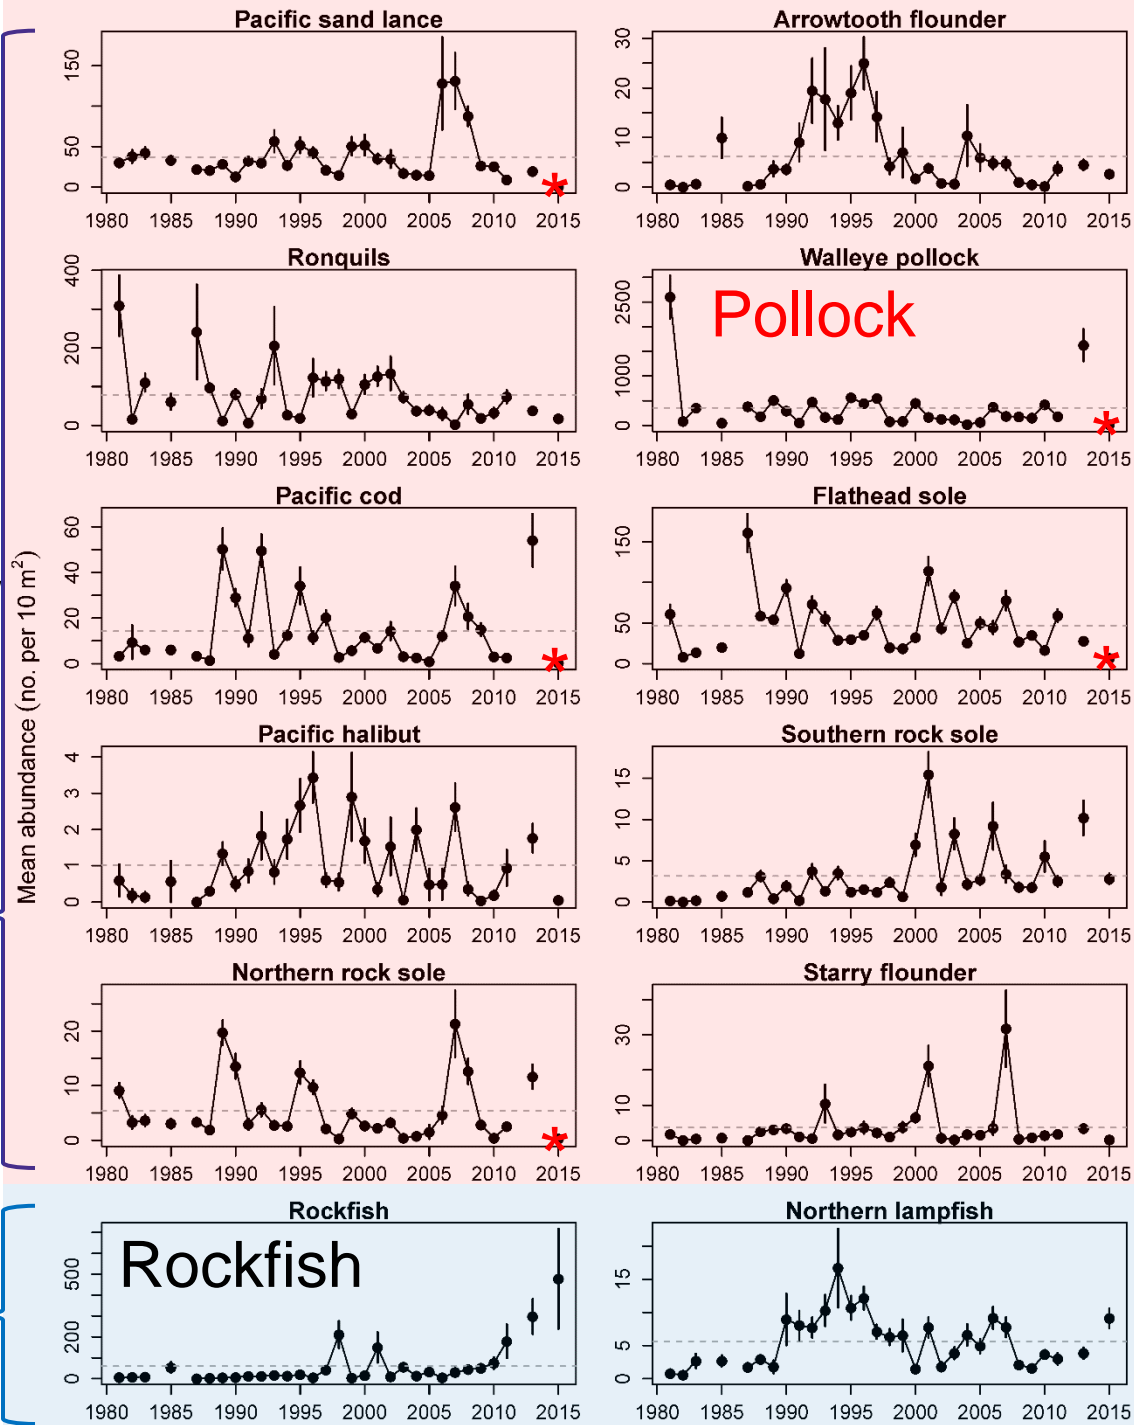 Mean abundance (no. per 10 m²)
Pacific sand lance
0 50 150
1980 1985 1990 1995 2000 2005 2010 2015
*
Arrowtooth flounder
0 10 20 30
1980 1985 1990 1995 2000 2005 2010 2015
Ronquils
0 200 400
1980 1985 1990 1995 2000 2005 2010 2015
Walleye pollock
Pollock
0 1000 2500
1980 1985 1990 1995 2000 2005 2010 2015
*
Pacific cod
0 20 40 60
1980 1985 1990 1995 2000 2005 2010 2015
*
Flathead sole
0 50 150
1980 1985 1990 1995 2000 2005 2010 2015
*
Pacific halibut
0 1 2 3 4
1980 1985 1990 1995 2000 2005 2010 2015
Southern rock sole
0 5 10 15
1980 1985 1990 1995 2000 2005 2010 2015
Northern rock sole
0 10 20
1980 1985 1990 1995 2000 2005 2010 2015
*
Starry flounder
0 10 30
1980 1985 1990 1995 2000 2005 2010 2015
Rockfish
Rockfish
0 200 500
1980 1985 1990 1995 2000 2005 2010 2015
Northern lampfish
0 5 15
1980 1985 1990 1995 2000 2005 2010 2015